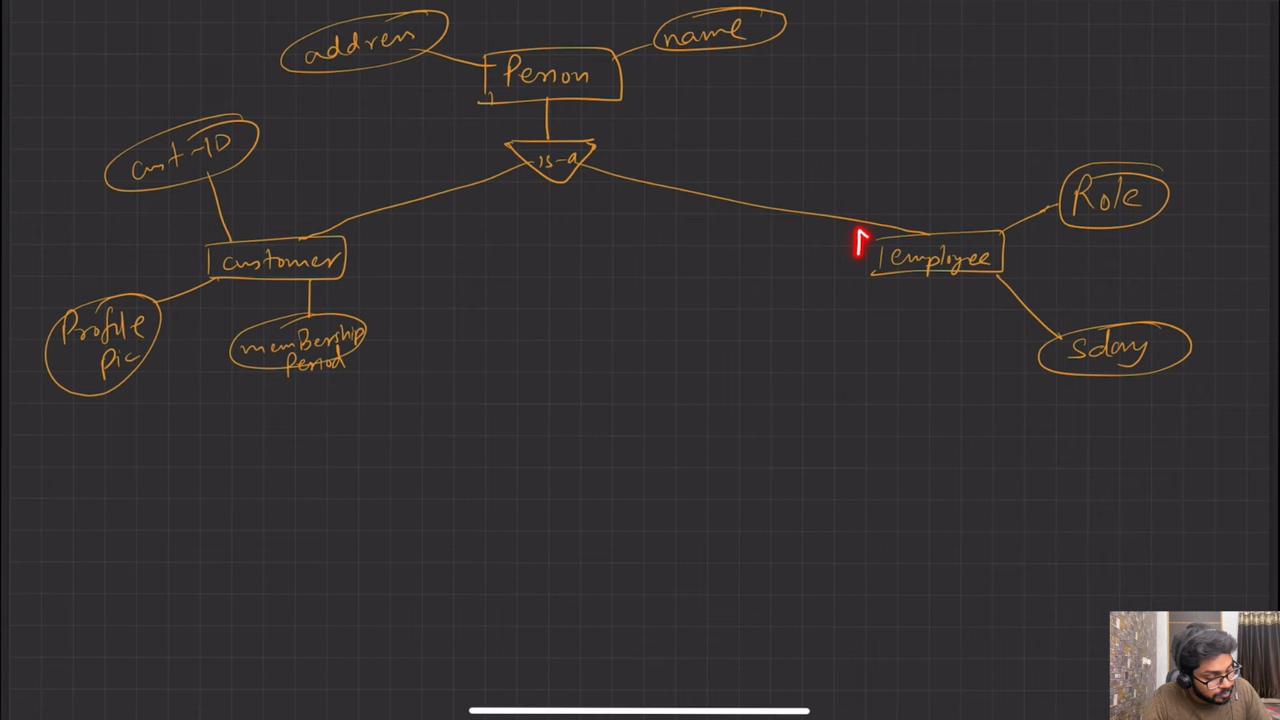 address
name
Person
cust-ID
is-a
Role
customer
employee
Profile
pic
memBership
Period
Salary